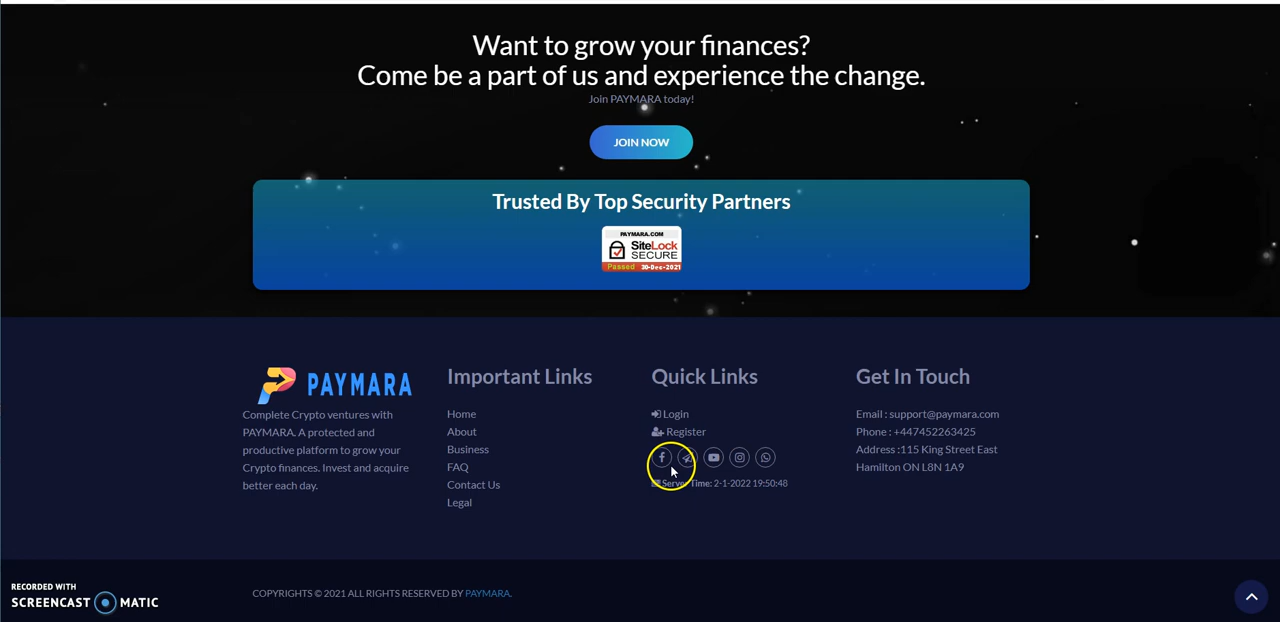 Want to grow your finances?
Come be a part of us and experience the change.
Join PAYMARA today!
JOIN NOW
Trusted By Top Security Partners
PAYMARA.COM
SiteLock
SECURE
Passed 30-Dec-2021
PAYMARA
Complete Crypto ventures with
PAYMARA. A protected and
productive platform to grow your
Crypto finances. Invest and acquire
better each day.
Important Links
Home
About
Business
FAQ
Contact Us
Legal
Quick Links
Login
Register
Server Time: 2-1-2022 19:50:48
Get In Touch
Email : support@paymara.com
Phone : +447452263425
Address :115 King Street East
Hamilton ON L8N 1A9
RECORDED WITH
SCREENCAST MATIC
COPYRIGHTS © 2021 ALL RIGHTS RESERVED BY PAYMARA.